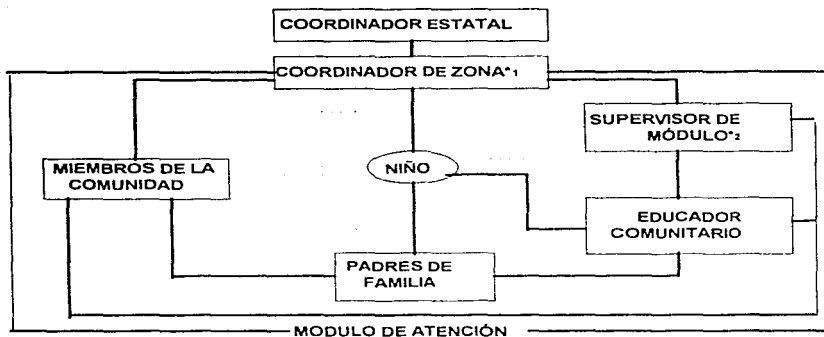 COORDINADOR ESTATAL
COORDINADOR DE ZONA*1
SUPERVISOR DE
MÓDULO*2
MIEMBROS DE LA
COMUNIDAD
NIÑO
EDUCADOR
COMUNITARIO
PADRES DE
FAMILIA
MODULO DE ATENCIÓN